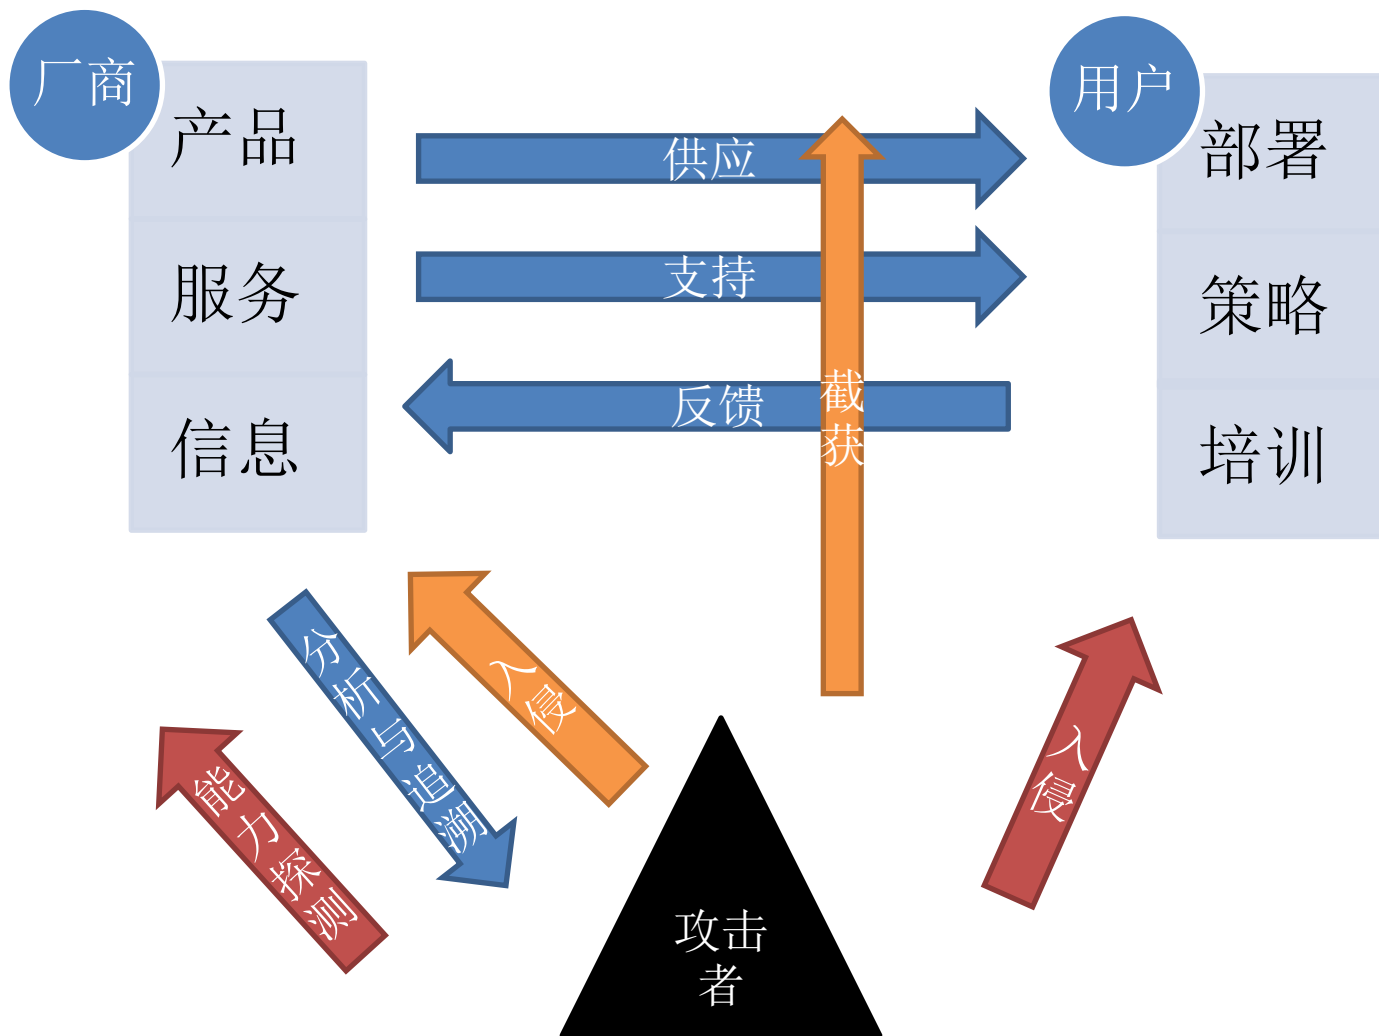 厂商
产品
服务
信息
用户
部署
策略
培训
供应
支持
反馈
截
获
分析与追溯
入侵
能力探测
入侵
攻击
者